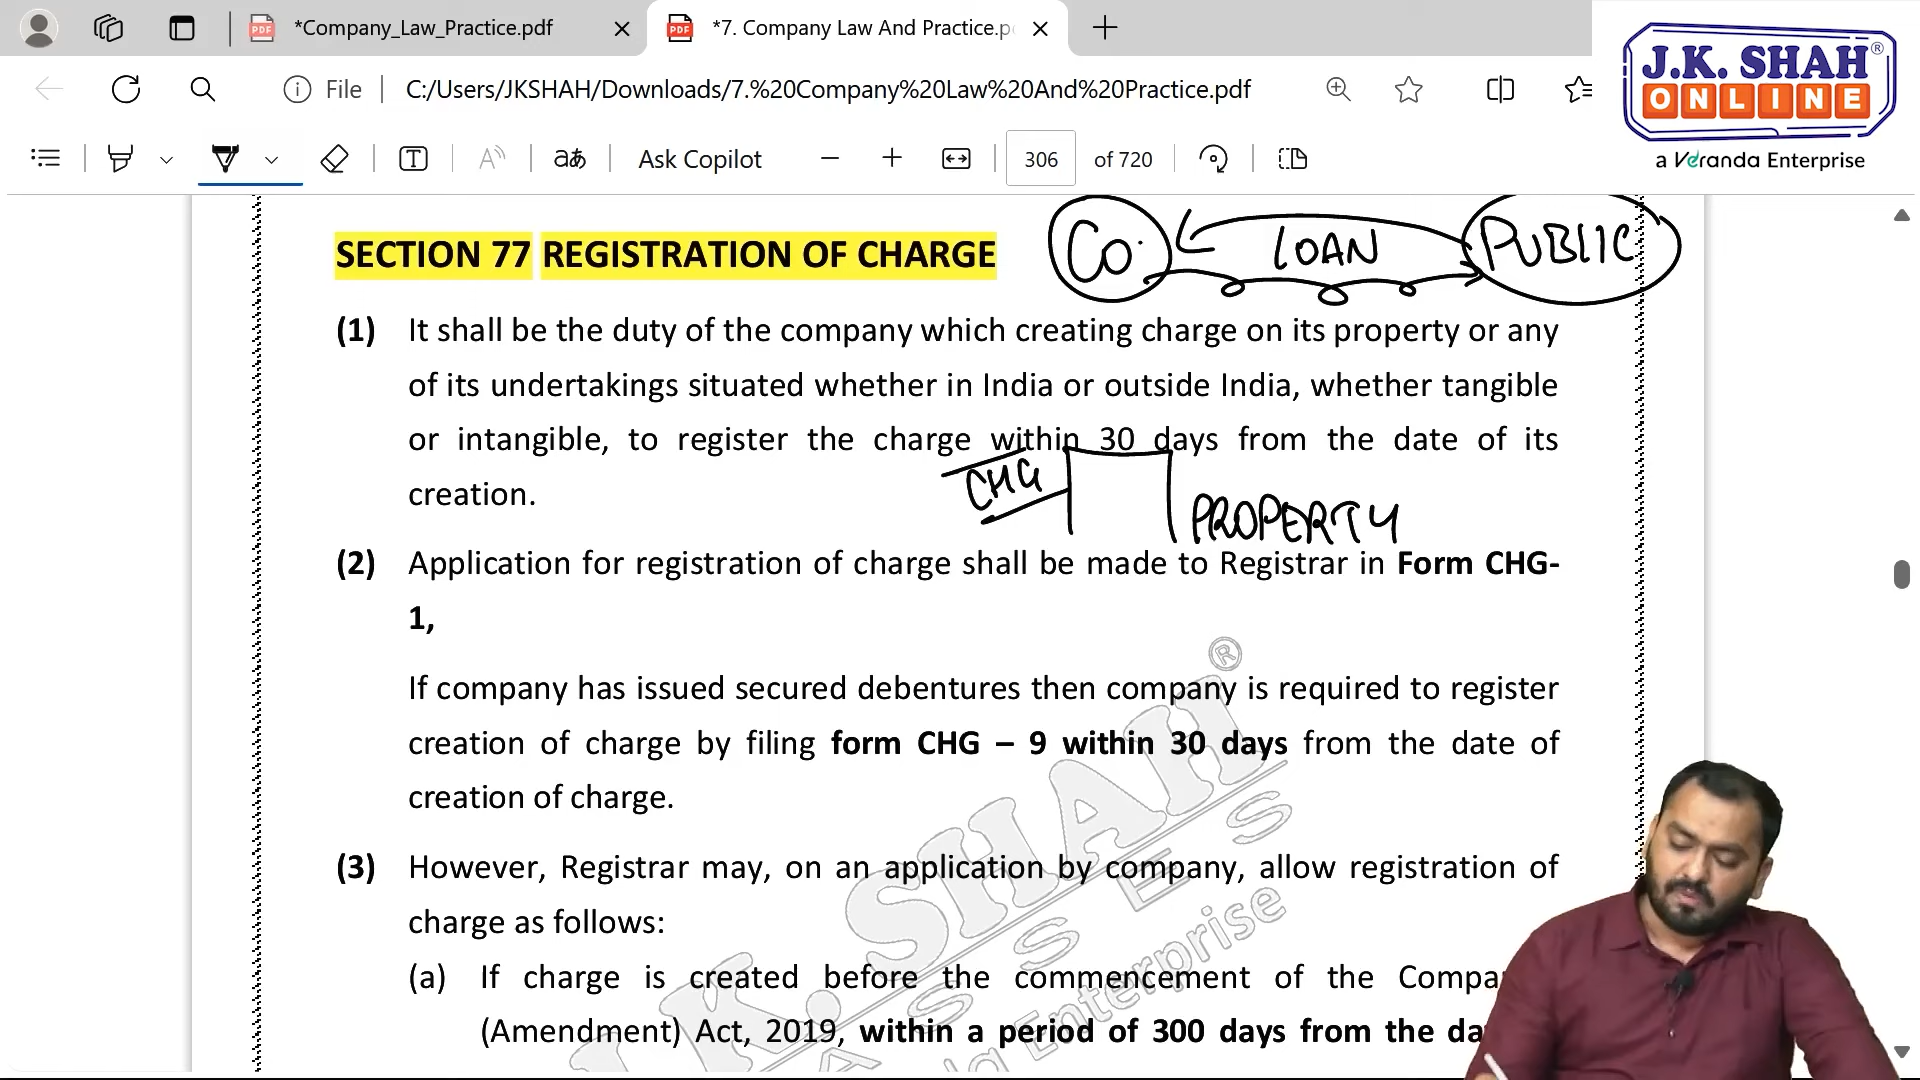 *Company_Law_Practice.pdf
*7. Company Law And Practice.p
J.K. SHAH®
ONLINE
a Veranda Enterprise
File
C:/Users/JKSHAH/Downloads/7.%20Company%20Law%20And%20Practice.pdf
Ask Copilot
306 of 720
SECTION 77 REGISTRATION OF CHARGE
Co. LOAN PUBLIC
(1) It shall be the duty of the company which creating charge on its property or any
of its undertakings situated whether in India or outside India, whether tangible
or intangible, to register the charge within 30 days from the date of its
creation.
CHG PROPERTY
(2) Application for registration of charge shall be made to Registrar in Form CHG-
1,
If company has issued secured debentures then company is required to register
creation of charge by filing form CHG – 9 within 30 days from the date of
creation of charge.
(3) However, Registrar may, on an application by company, allow registration of
charge as follows:
(a) If charge is created before the commencement of the Compa
(Amendment) Act, 2019, within a period of 300 days from the da
J.K. SHAH®
CLASSES
a Veranda Enterprise